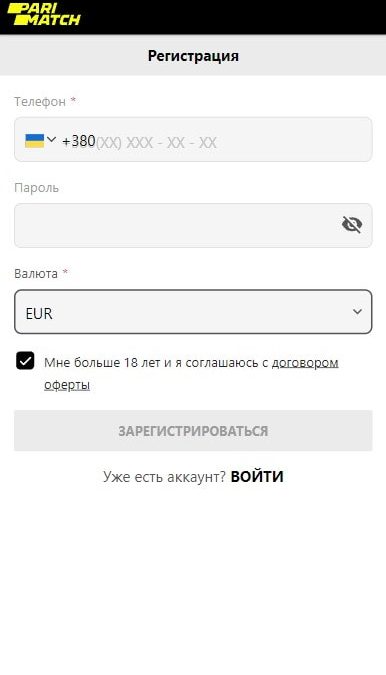 PARI
MATCH
Регистрация
Телефон *
+380(XX) XXX - XX - XX
Пароль
Валюта *
EUR
Мне больше 18 лет и я соглашаюсь с договором
оферты
ЗАРЕГИСТРИРОВАТЬСЯ
Уже есть аккаунт? ВОЙТИ